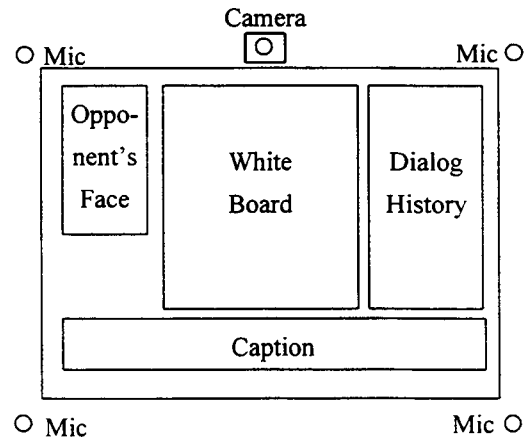 Camera
Mic
Mic
Oppo-
nent's
Face
White
Board
Dialog
History
Caption
Mic
Mic